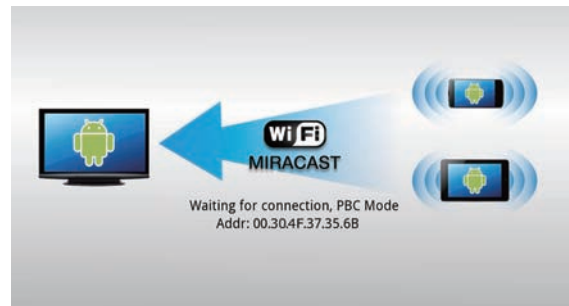 Wi Fi
MIRACAST
Waiting for connection, PBC Mode
Addr: 00.30.4F.37.35.6B